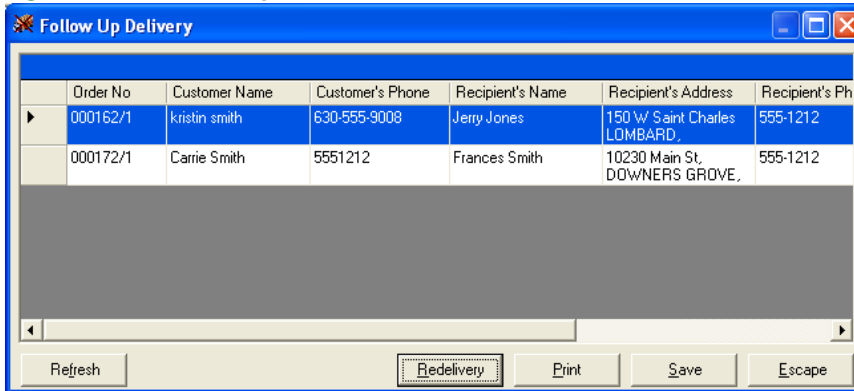 Follow Up Delivery
Order No Customer Name Customer's Phone Recipient's Name Recipient's Address Recipient's Ph
000162/1 kristin smith 630-555-9008 Jerry Jones 150 W Saint Charles 555-1212
LOMBARD,
000172/1 Carrie Smith 5551212 Frances Smith 10230 Main St, 555-1212
DOWNERS GROVE,
Refresh Redelivery Print Save Escape